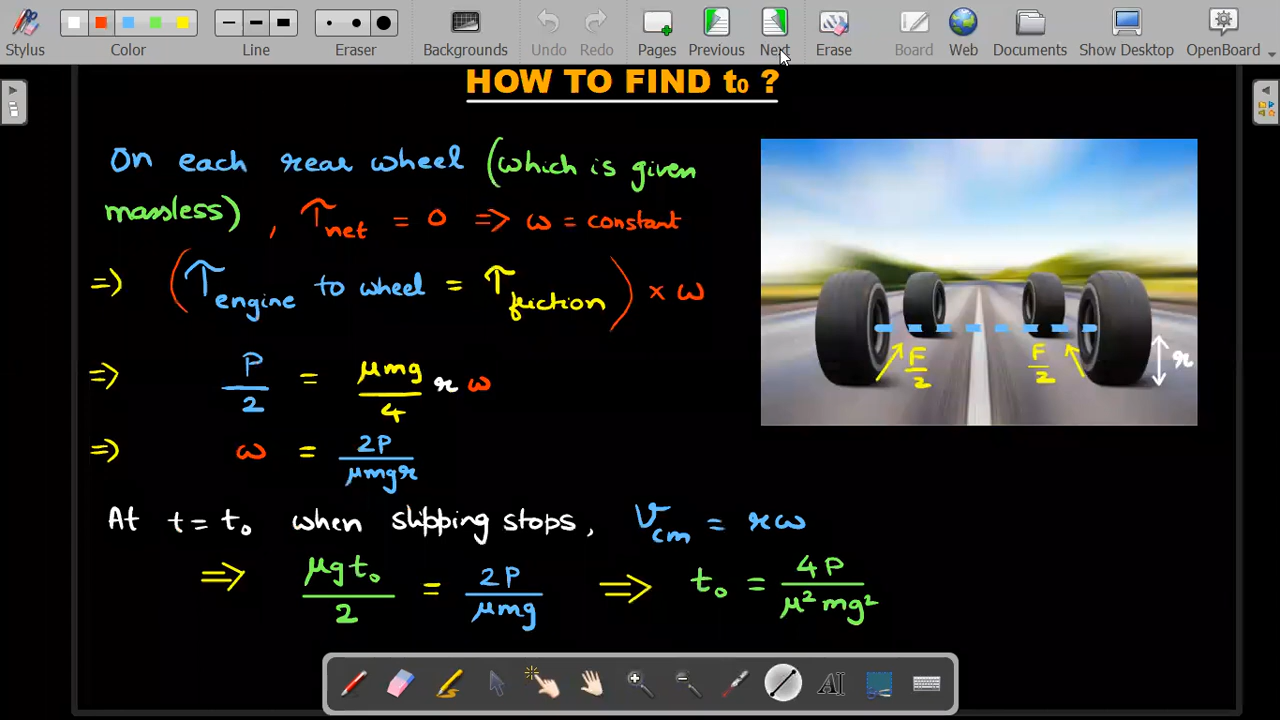 Stylus
Color
Line
Eraser
Backgrounds
Undo
Redo
Pages
Previous
Next
Erase
Board
Web
Documents
Show Desktop
OpenBoard
HOW TO FIND t₀ ?
On each rear wheel (which is given
massless), τnet = 0 => ω = constant
=> (τengine to wheel = τfriction) × ω
=> P/2 = μmg/4 r ω
=> ω = 2P/μmgr
At t = t₀ when slipping stops, Vcm = rω
=> μgt₀/2 = 2P/μmg => t₀ = 4P/μ²mg²
F/2
F/2
r
AI